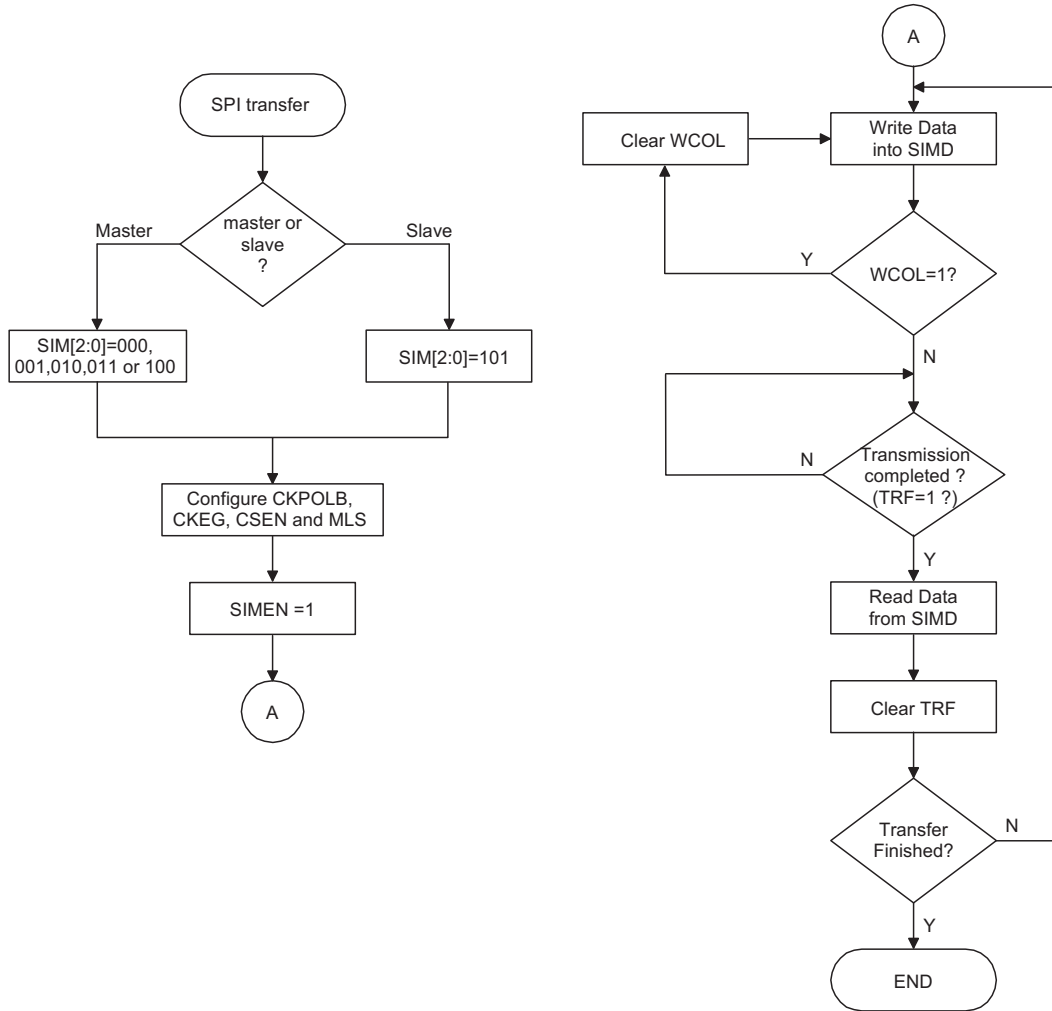 SPI transfer
master or
slave
?
Master
Slave
SIM[2:0]=000,
001,010,011 or 100
SIM[2:0]=101
Configure CKPOLB,
CKEG, CSEN and MLS
SIMEN =1
A
A
Clear WCOL
Write Data
into SIMD
Y
WCOL=1?
N
N
Transmission
completed ?
(TRF=1 ?)
Y
Read Data
from SIMD
Clear TRF
Transfer
Finished?
N
Y
END